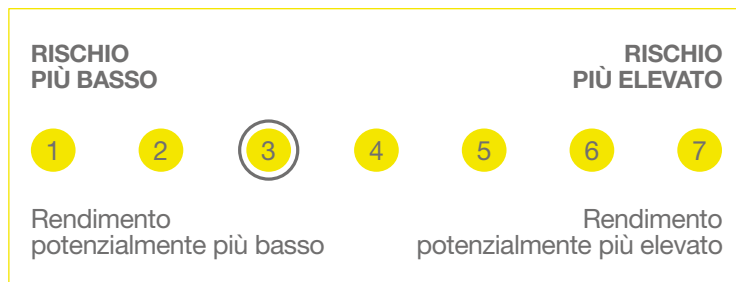 RISCHIO
PIÙ BASSO
RISCHIO
PIÙ ELEVATO
1 2 3 4 5 6 7
Rendimento
potenzialmente più basso
Rendimento
potenzialmente più elevato